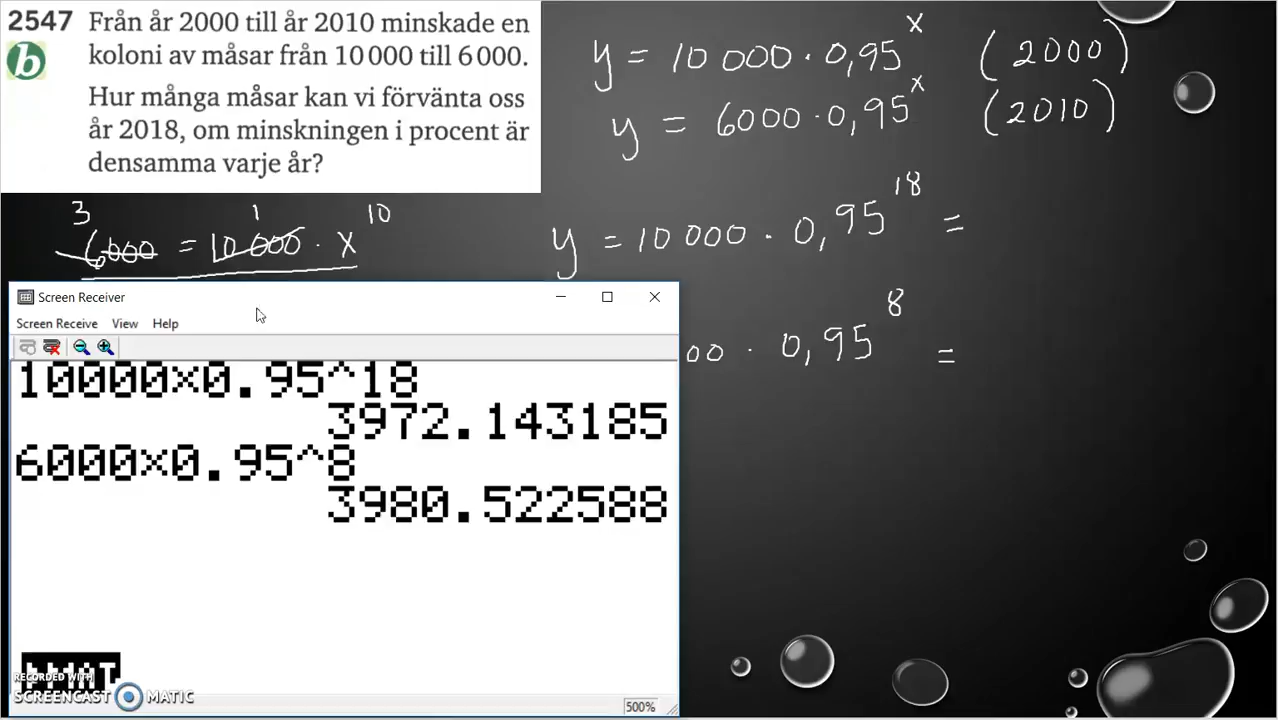 2547 Från år 2000 till år 2010 minskade en
b koloni av måsar från 10 000 till 6 000.
Hur många måsar kan vi förvänta oss
år 2018, om minskningen i procent är
densamma varje år?
3 1 10
6000 = 10 000 · x
y = 10 000 · 0,95^x (2000)
y = 6000 · 0,95^x (2010)
y = 10 000 · 0,95^18 =
00 · 0,95^8 =
Screen Receiver
Screen Receive View Help
10000×0.95^18
3972.143185
6000×0.95^8
3980.522588
RECORDED WITH
SCREENCAST MATIC
500%